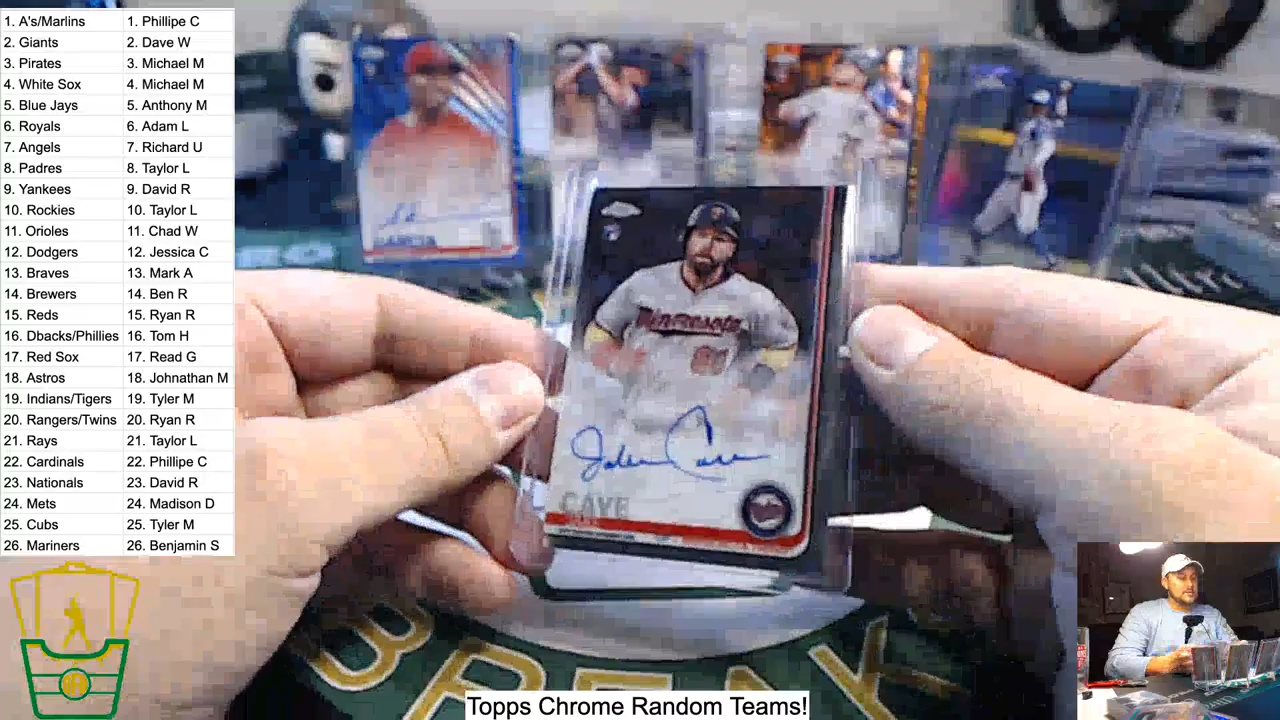 1. A's/Marlins 1. Phillipe C
2. Giants 2. Dave W
3. Pirates 3. Michael M
4. White Sox 4. Michael M
5. Blue Jays 5. Anthony M
6. Royals 6. Adam L
7. Angels 7. Richard U
8. Padres 8. Taylor L
9. Yankees 9. David R
10. Rockies 10. Taylor L
11. Orioles 11. Chad W
12. Dodgers 12. Jessica C
13. Braves 13. Mark A
14. Brewers 14. Ben R
15. Reds 15. Ryan R
16. Dbacks/Phillies 16. Tom H
17. Red Sox 17. Read G
18. Astros 18. Johnathan M
19. Indians/Tigers 19. Tyler M
20. Rangers/Twins 20. Ryan R
21. Rays 21. Taylor L
22. Cardinals 22. Phillipe C
23. Nationals 23. David R
24. Mets 24. Madison D
25. Cubs 25. Tyler M
26. Mariners 26. Benjamin S
Minnesota
CAVE
BREAK
Topps Chrome Random Teams!